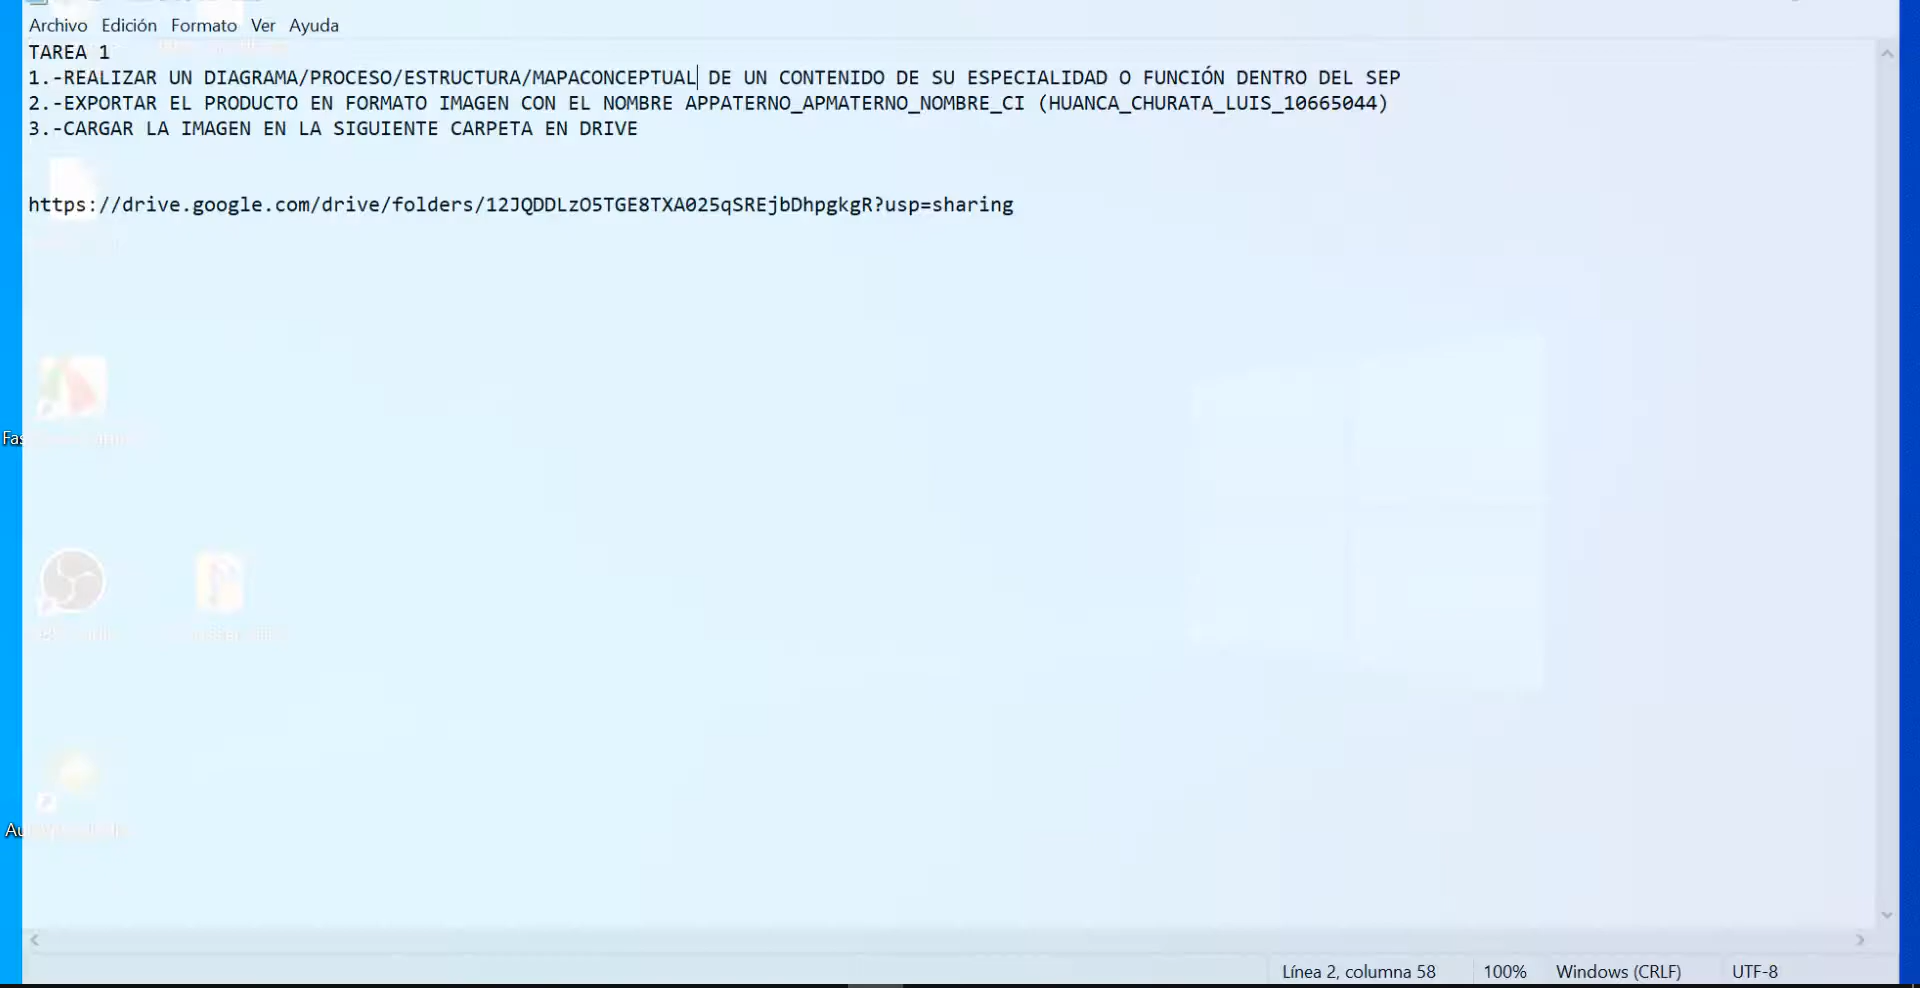 Archivo Edición Formato Ver Ayuda
TAREA 1
1.-REALIZAR UN DIAGRAMA/PROCESO/ESTRUCTURA/MAPACONCEPTUAL DE UN CONTENIDO DE SU ESPECIALIDAD O FUNCIÓN DENTRO DEL SEP
2.-EXPORTAR EL PRODUCTO EN FORMATO IMAGEN CON EL NOMBRE APPATERNO_APMATERNO_NOMBRE_CI (HUANCA_CHURATA_LUIS_10665044)
3.-CARGAR LA IMAGEN EN LA SIGUIENTE CARPETA EN DRIVE
https://drive.google.com/drive/folders/12JQDDLzO5TGE8TXA025qSREjbDhpgkgR?usp=sharing
Línea 2, columna 58 100% Windows (CRLF) UTF-8